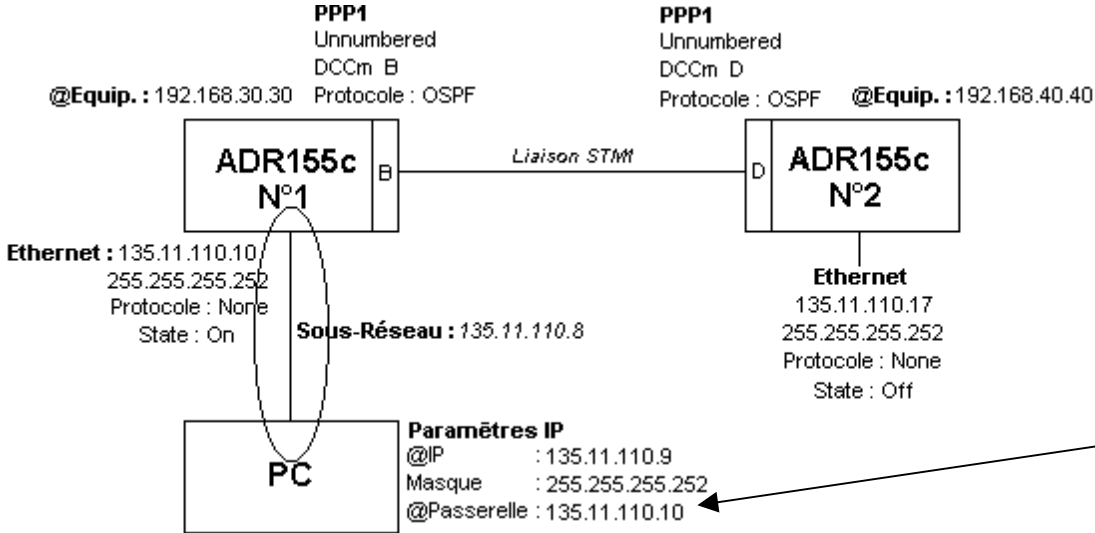 PPP1
Unnumbered
DCCm B
@Equip. : 192.168.30.30 Protocole : OSPF
PPP1
Unnumbered
DCCm D
Protocole : OSPF @Equip. : 192.168.40.40
ADR155c
N°1
B
Liaison STM1
D
ADR155c
N°2
Ethernet : 135.11.110.10
255.255.255.252
Protocole : None
State : On
Sous-Réseau : 135.11.110.8
Ethernet
135.11.110.17
255.255.255.252
Protocole : None
State : Off
PC
Paramētres IP
@IP : 135.11.110.9
Masque : 255.255.255.252
@Passerelle : 135.11.110.10